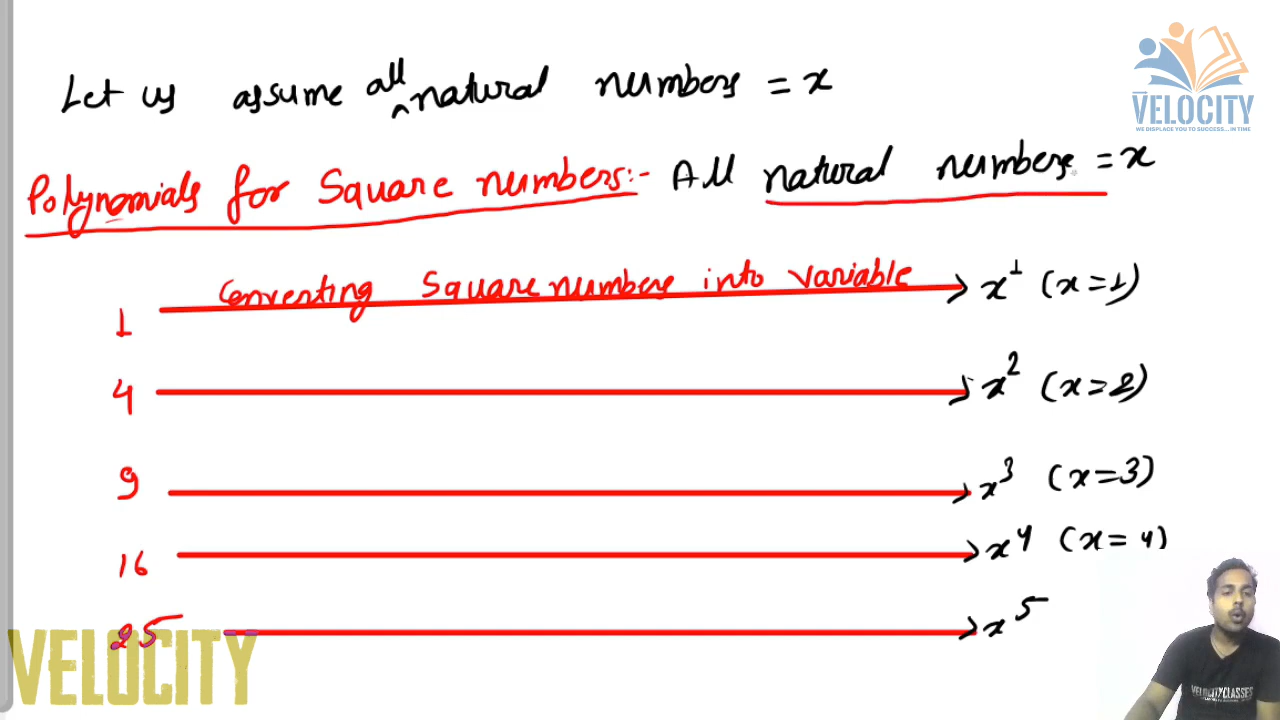 Let us assume all natural numbers = x
VELOCITY
WE DISPLACE YOU TO SUCCESS...IN TIME
Polynomials for Square numbers:- All natural numbers = x
Converting Square numbers into variable
1 → x¹ (x=1)
4 → x² (x=2)
9 → x³ (x=3)
16 → x⁴ (x=4)
25 → x⁵
VELOCITY
VELOCITY CLASSES